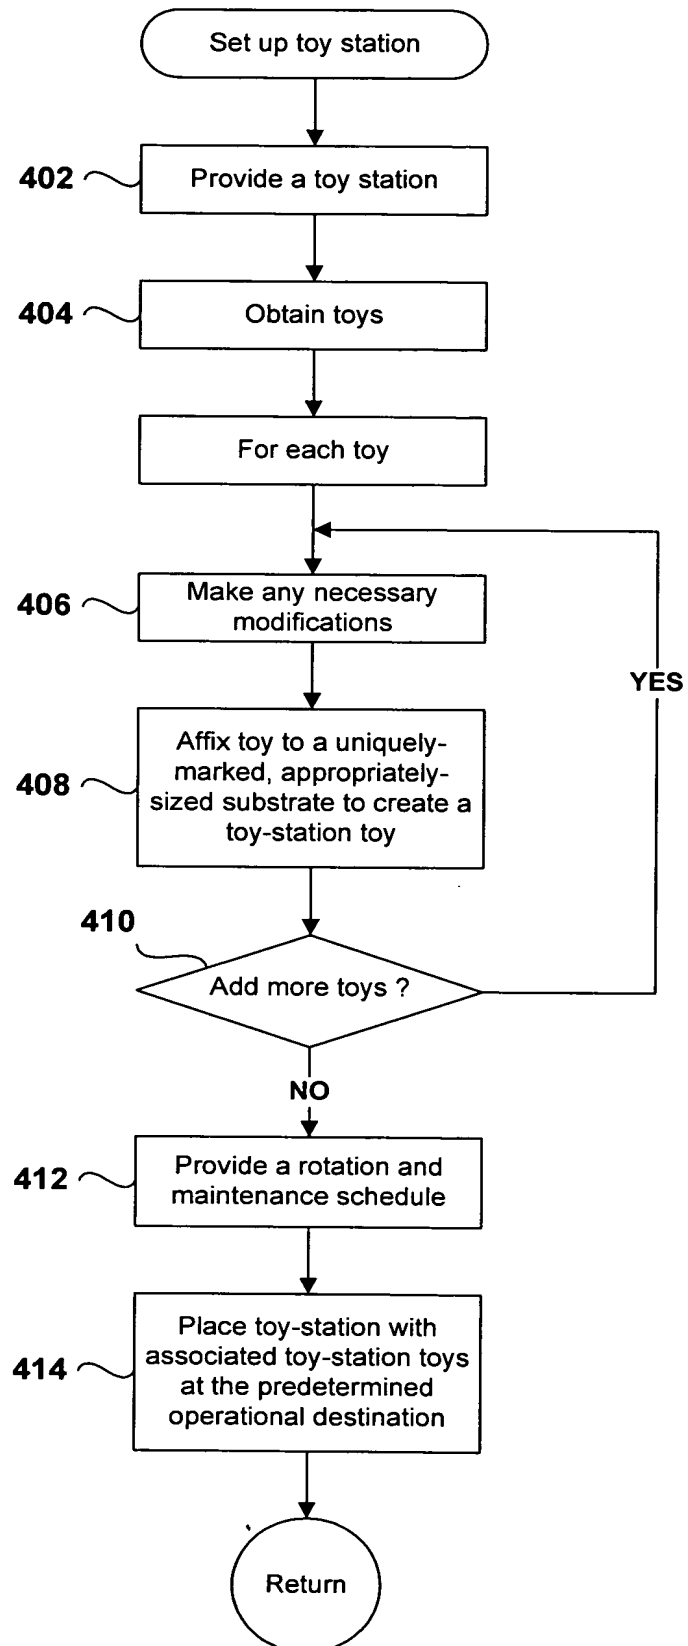 Set up toy station
402
Provide a toy station
404
Obtain toys
For each toy
406
Make any necessary
modifications
YES
408
Affix toy to a uniquely-
marked, appropriately-
sized substrate to create a
toy-station toy
410
Add more toys ?
NO
412
Provide a rotation and
maintenance schedule
414
Place toy-station with
associated toy-station toys
at the predetermined
operational destination
Return